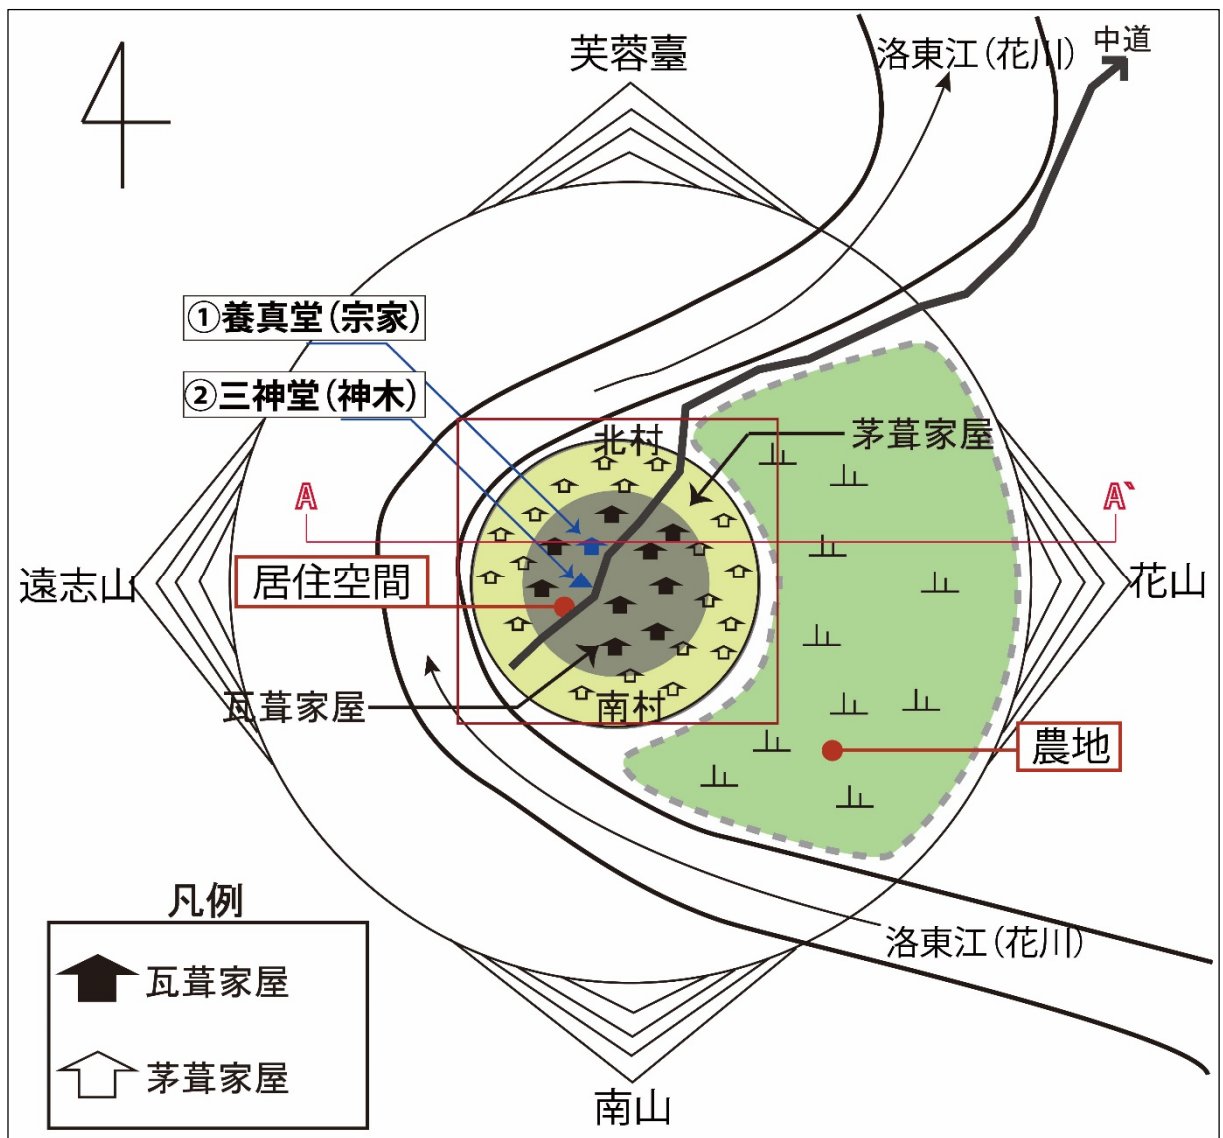 中道
洛東江（花川）
芙蓉臺
①養真堂（宗家）
②三神堂（神木）
北村
茅葺家屋
A
A`
居住空間
遠志山
花山
瓦葺家屋
南村
農地
凡例
瓦葺家屋
茅葺家屋
洛東江（花川）
南山